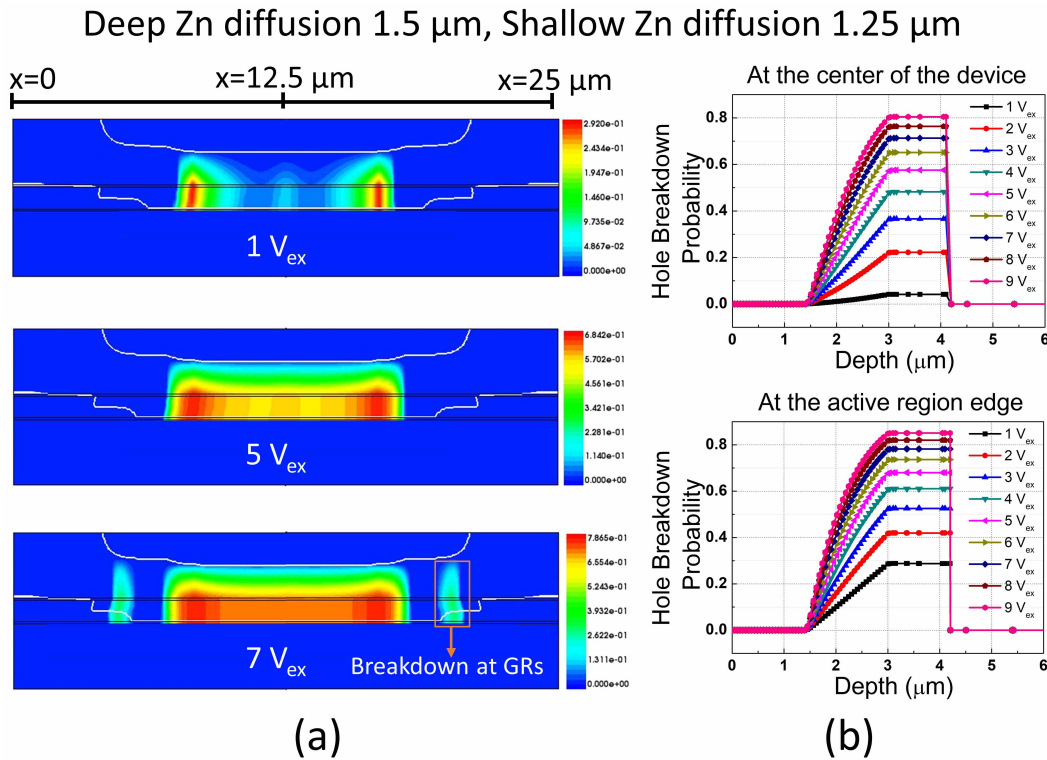 Deep Zn diffusion 1.5 μm, Shallow Zn diffusion 1.25 μm
x=0
x=12.5 μm
x=25 μm
2.920e-01
2.434e-01
1.947e-01
1.460e-01
9.735e-02
4.867e-02
0.000e+00
1 Vex
6.842e-01
5.702e-01
4.561e-01
3.421e-01
2.281e-01
1.140e-01
0.000e+00
5 Vex
7.865e-01
6.554e-01
5.243e-01
3.932e-01
2.622e-01
1.311e-01
0.000e+00
7 Vex
Breakdown at GRs
(a)
At the center of the device
Hole Breakdown
Probability
0.8
0.6
0.4
0.2
0.0
1 Vex
2 Vex
3 Vex
4 Vex
5 Vex
6 Vex
7 Vex
8 Vex
9 Vex
0 1 2 3 4 5 6
Depth (μm)
At the active region edge
Hole Breakdown
Probability
0.8
0.6
0.4
0.2
0.0
1 Vex
2 Vex
3 Vex
4 Vex
5 Vex
6 Vex
7 Vex
8 Vex
9 Vex
0 1 2 3 4 5 6
Depth (μm)
(b)